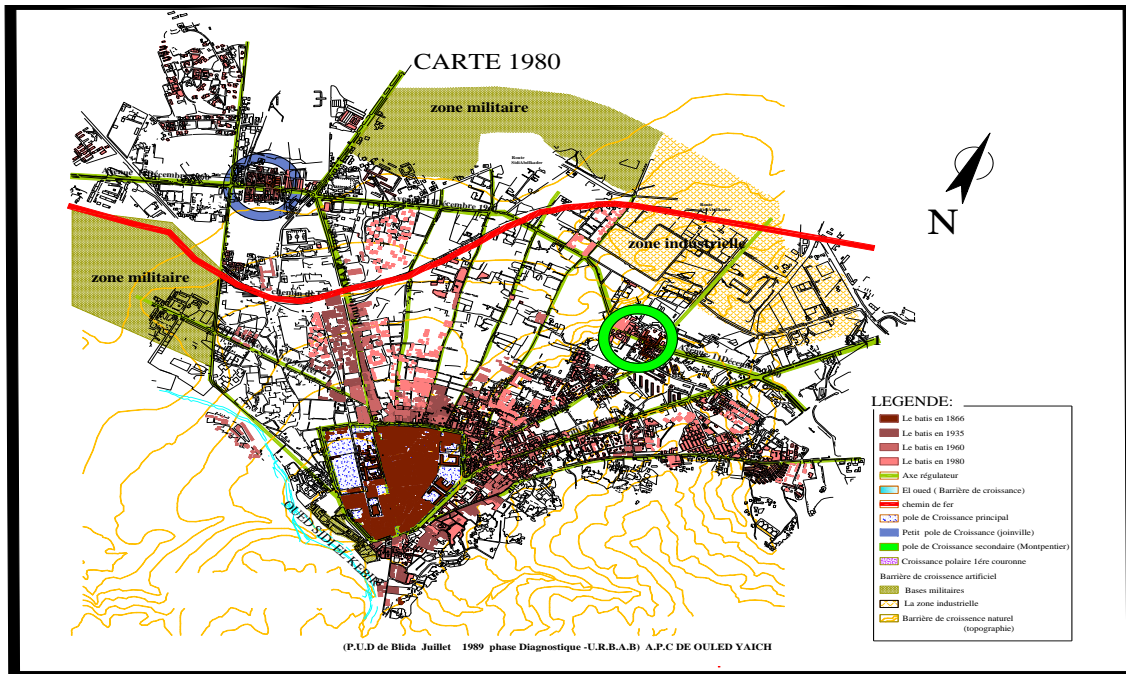 CARTE 1980
zone militaire
Route
N
zone industrielle
zone militaire
chemin de
OUED SIDI EL KEBIR
LEGENDE:
Le batis en 1866
Le batis en 1935
Le batis en 1960
Le batis en 1980
Axe régulateur
El oued ( Barrière de croissance)
chemin de fer
pole de Croissance principal
Petit pole de Croissance (joinville)
pole de Croissance secondaire (Montpentier)
Croissance polaire 1ére couronne
Barrière de croissence artificiel
Bases militaires
La zone industrielle
Barrière de croissence naturel
(topographie)
(P.U.D de Blida Juillet 1989 phase Diagnostique -U.R.B.A.B) A.P.C DE OULED YAICH